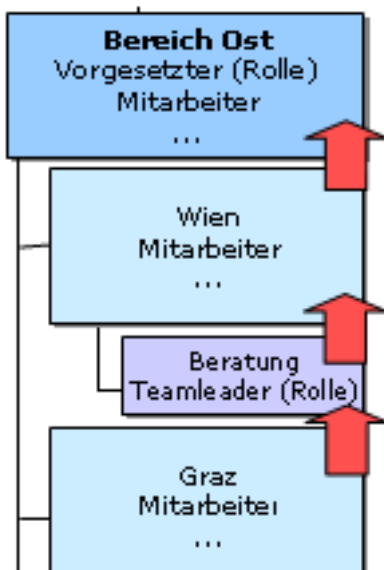 Bereich Ost
Vorgesetzter (Rolle)
Mitarbeiter
...
Wien
Mitarbeiter
...
Beratung
Teamleader (Rolle)
Graz
Mitarbeiter
...